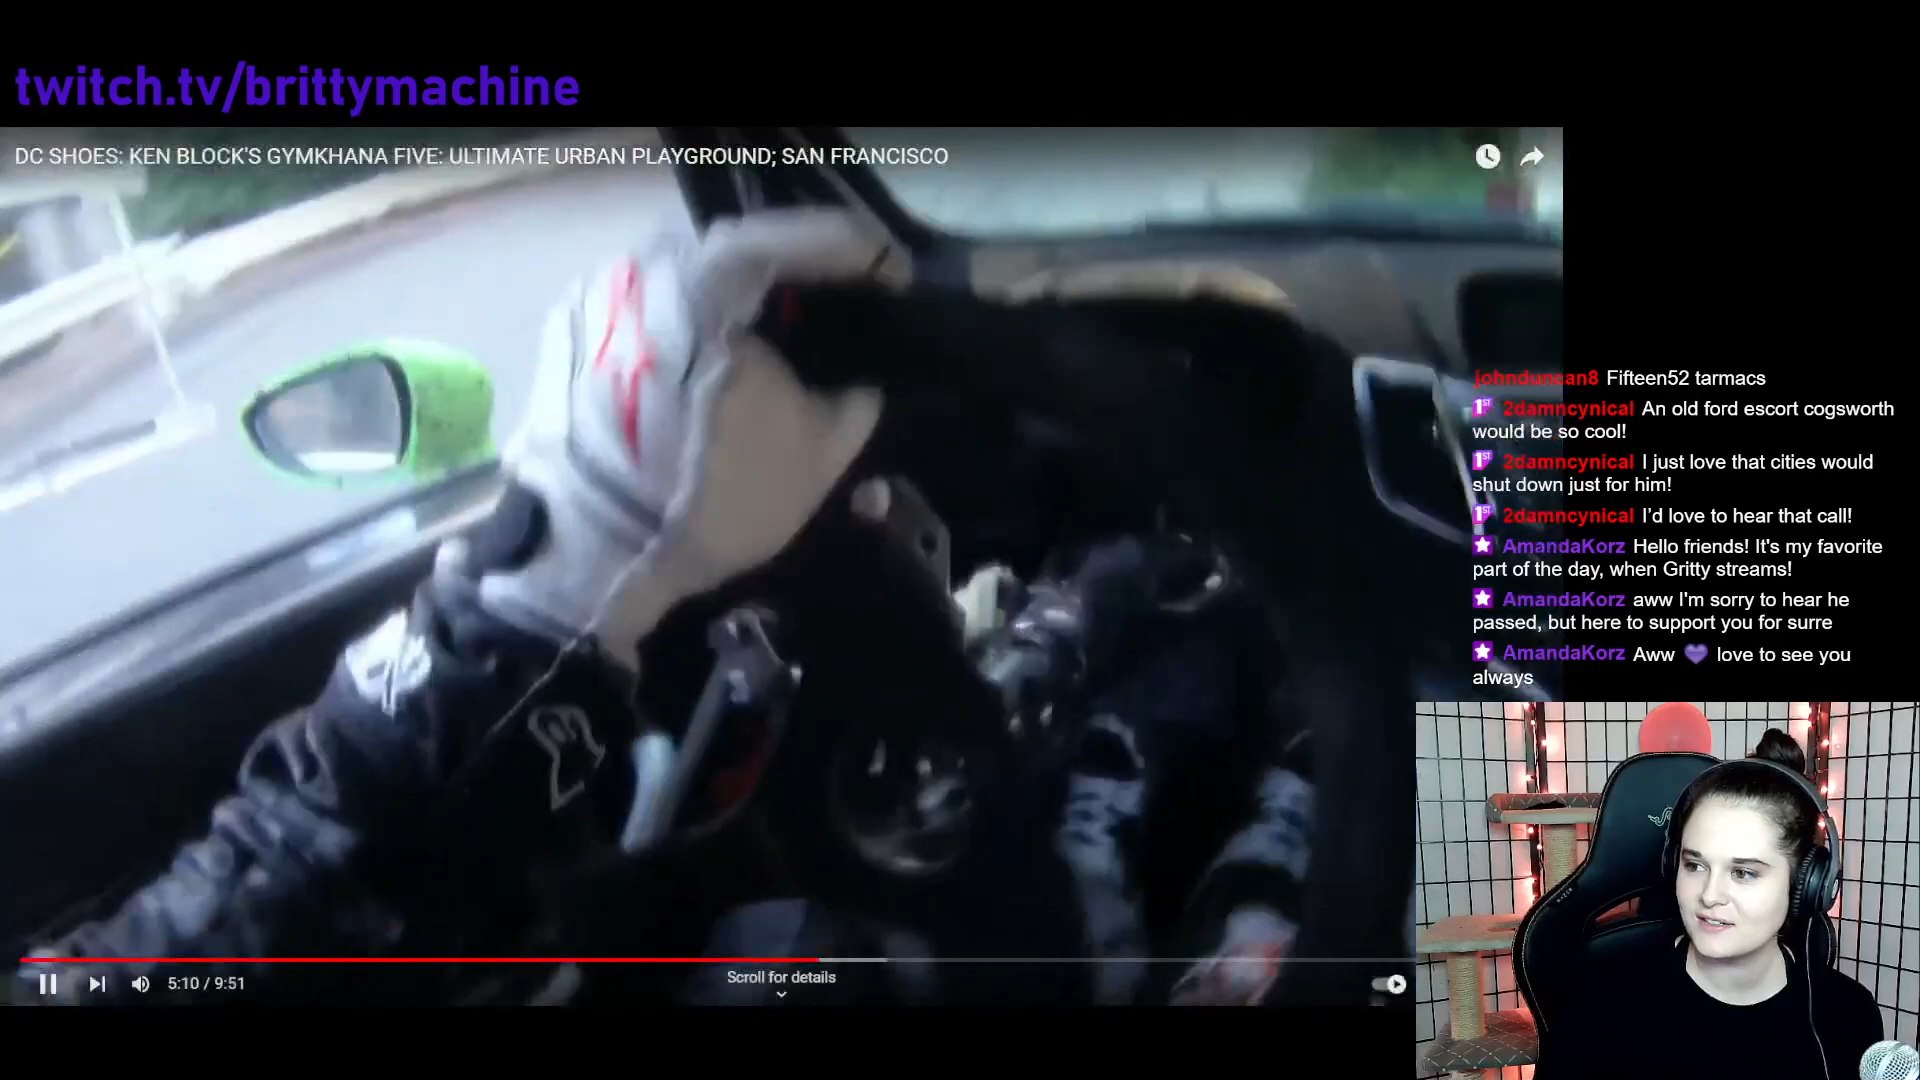 twitch.tv/brittymachine
DC SHOES: KEN BLOCK'S GYMKHANA FIVE: ULTIMATE URBAN PLAYGROUND; SAN FRANCISCO
johnduncan8 Fifteen52 tarmacs
1ST 2damncynical An old ford escort cogsworth
would be so cool!
1ST 2damncynical I just love that cities would
shut down just for him!
1ST 2damncynical I'd love to hear that call!
AmandaKorz Hello friends! It's my favorite
part of the day, when Gritty streams!
AmandaKorz aww I'm sorry to hear he
passed, but here to support you for surre
AmandaKorz Aww 💜 love to see you
always
5:10 / 9:51
Scroll for details